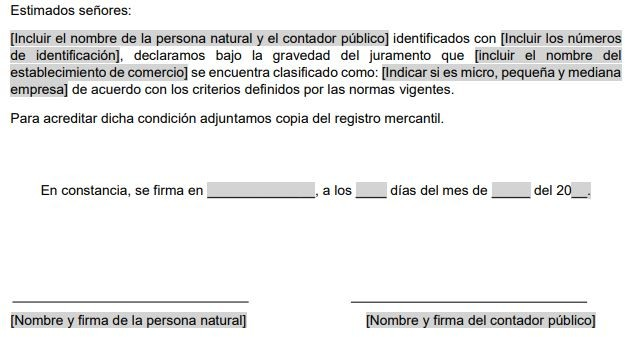 Estimados señores:
[Incluir el nombre de la persona natural y el contador público] identificados con [Incluir los números
de identificación], declaramos bajo la gravedad del juramento que [incluir el nombre del
establecimiento de comercio] se encuentra clasificado como: [Indicar si es micro, pequeña y mediana
empresa] de acuerdo con los criterios definidos por las normas vigentes.
Para acreditar dicha condición adjuntamos copia del registro mercantil.
En constancia, se firma en ______________, a los ____ días del mes de _____ del 20__.
[Nombre y firma de la persona natural] [Nombre y firma del contador público]